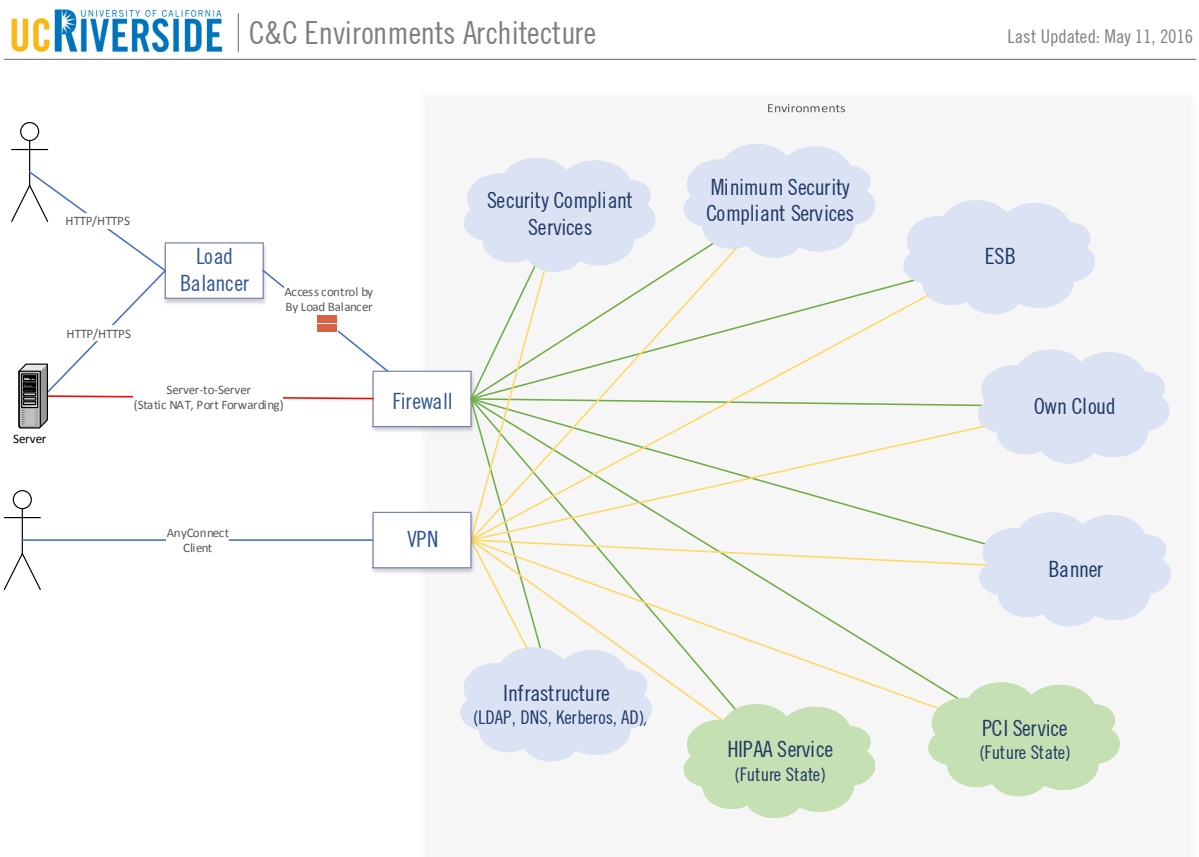 UNIVERSITY OF CALIFORNIA
UCRIVERSIDE
C&C Environments Architecture
Last Updated: May 11, 2016
Environments
HTTP/HTTPS
Load
Balancer
Access control by
By Load Balancer
HTTP/HTTPS
Server
Server-to-Server
(Static NAT, Port Forwarding)
Firewall
AnyConnect
Client
VPN
Security Compliant
Services
Minimum Security
Compliant Services
ESB
Own Cloud
Banner
PCI Service
(Future State)
HIPAA Service
(Future State)
Infrastructure
(LDAP, DNS, Kerberos, AD),